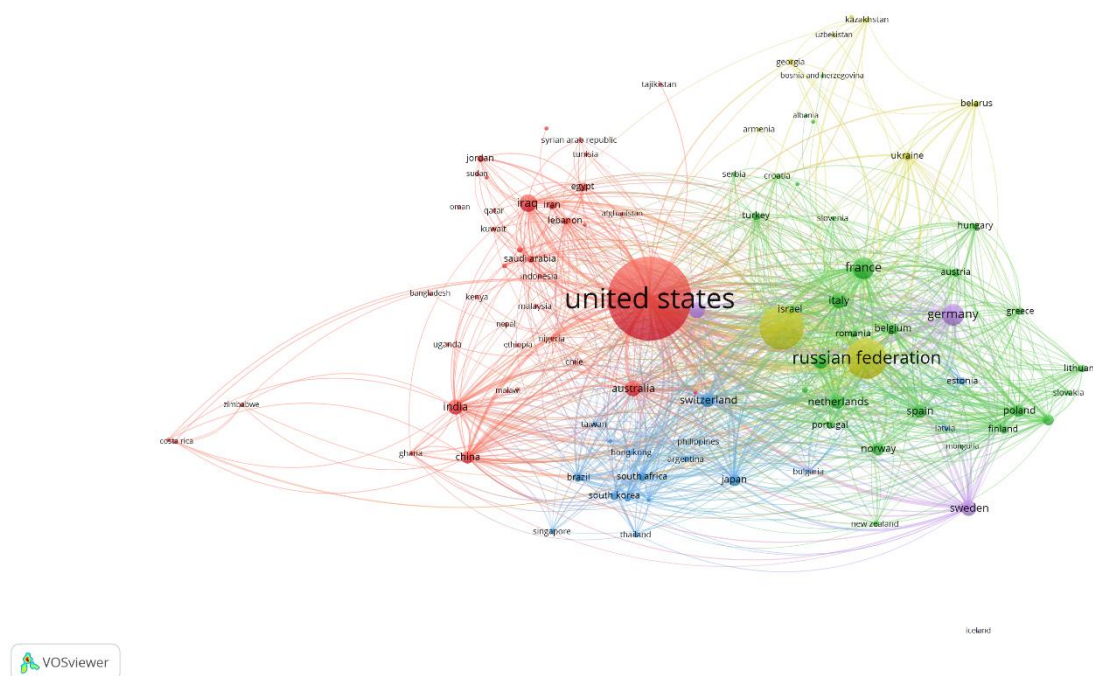 kazakhstan
uzbekistan
georgia
bosnia and herzegovina
tajikistan
belarus
albania
armenia
syrian arab republic
tunisia
jordan
ukraine
sudan
egypt
serbia
croatia
iraq
iran
oman
qatar
lebanon
afghanistan
turkey
slovenia
kuwait
hungary
saudi arabia
france
austria
indonesia
bangladesh
kenya
malaysia
united states
israel
italy
germany
greece
nepal
romania
belgium
uganda
ethiopia
nigeria
russian federation
chile
lithuan
malawi
australia
estonia
slovakia
india
switzerland
netherlands
zimbabwe
spain
poland
taiwan
portugal
latvia
finland
costa rica
philippines
mongolia
ghana
china
hong kong
argentina
norway
brazil
south africa
japan
bulgaria
south korea
sweden
singapore
thailand
new zealand
iceland
VOSviewer